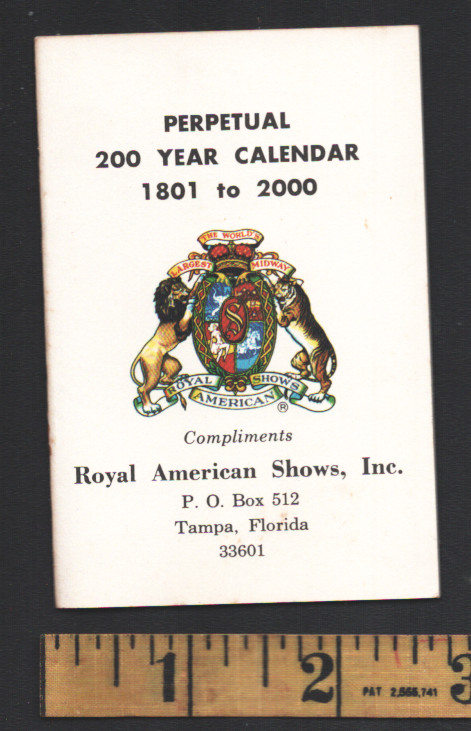 PERPETUAL
200 YEAR CALENDAR
1801 to 2000
THE WORLD'S
LARGEST MIDWAY
S
ROYAL AMERICAN SHOWS
®
Compliments
Royal American Shows, Inc.
P. O. Box 512
Tampa, Florida
33601
1 2 3
PAT 2,556,741